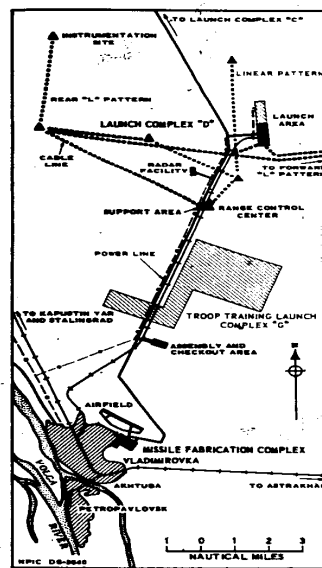 TO LAUNCH COMPLEX "C"
INSTRUMENTATION
SITE
LINEAR PATTERN
REAR "L" PATTERN
LAUNCH
AREA
LAUNCH COMPLEX "D"
CABLE
LINE
RADAR
FACILITY
TO FORWARD
"L" PATTERN
SUPPORT AREA
RANGE CONTROL
CENTER
POWER LINE
TO KAPUSTIN YAR
AND STALINGRAD
TROOP TRAINING LAUNCH
COMPLEX "G"
ASSEMBLY AND
CHECKOUT AREA
N
AIRFIELD
MISSILE FABRICATION COMPLEX
VLADIMIROVKA
VOLGA
RIVER
AKHTUBA
TO ASTRAKHAN
PETROPAVLOVSK
1 0 1 2 3
NAUTICAL MILES